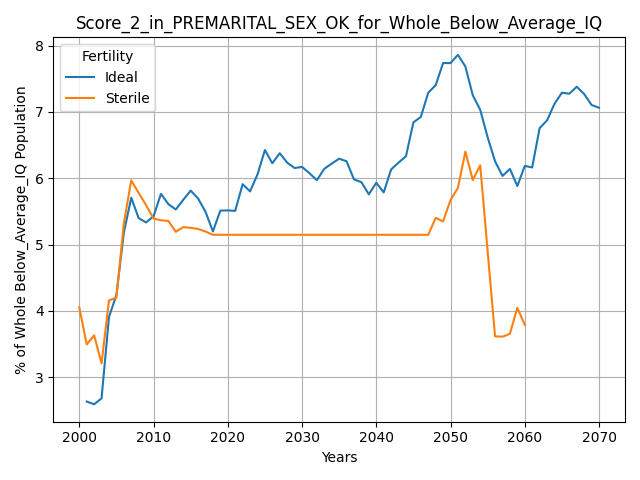 Score_2_in_PREMARITAL_SEX_OK_for_Whole_Below_Average_IQ
Fertility
Ideal
Sterile
% of Whole Below_Average_IQ Population
8
7
6
5
4
3
2000 2010 2020 2030 2040 2050 2060 2070
Years